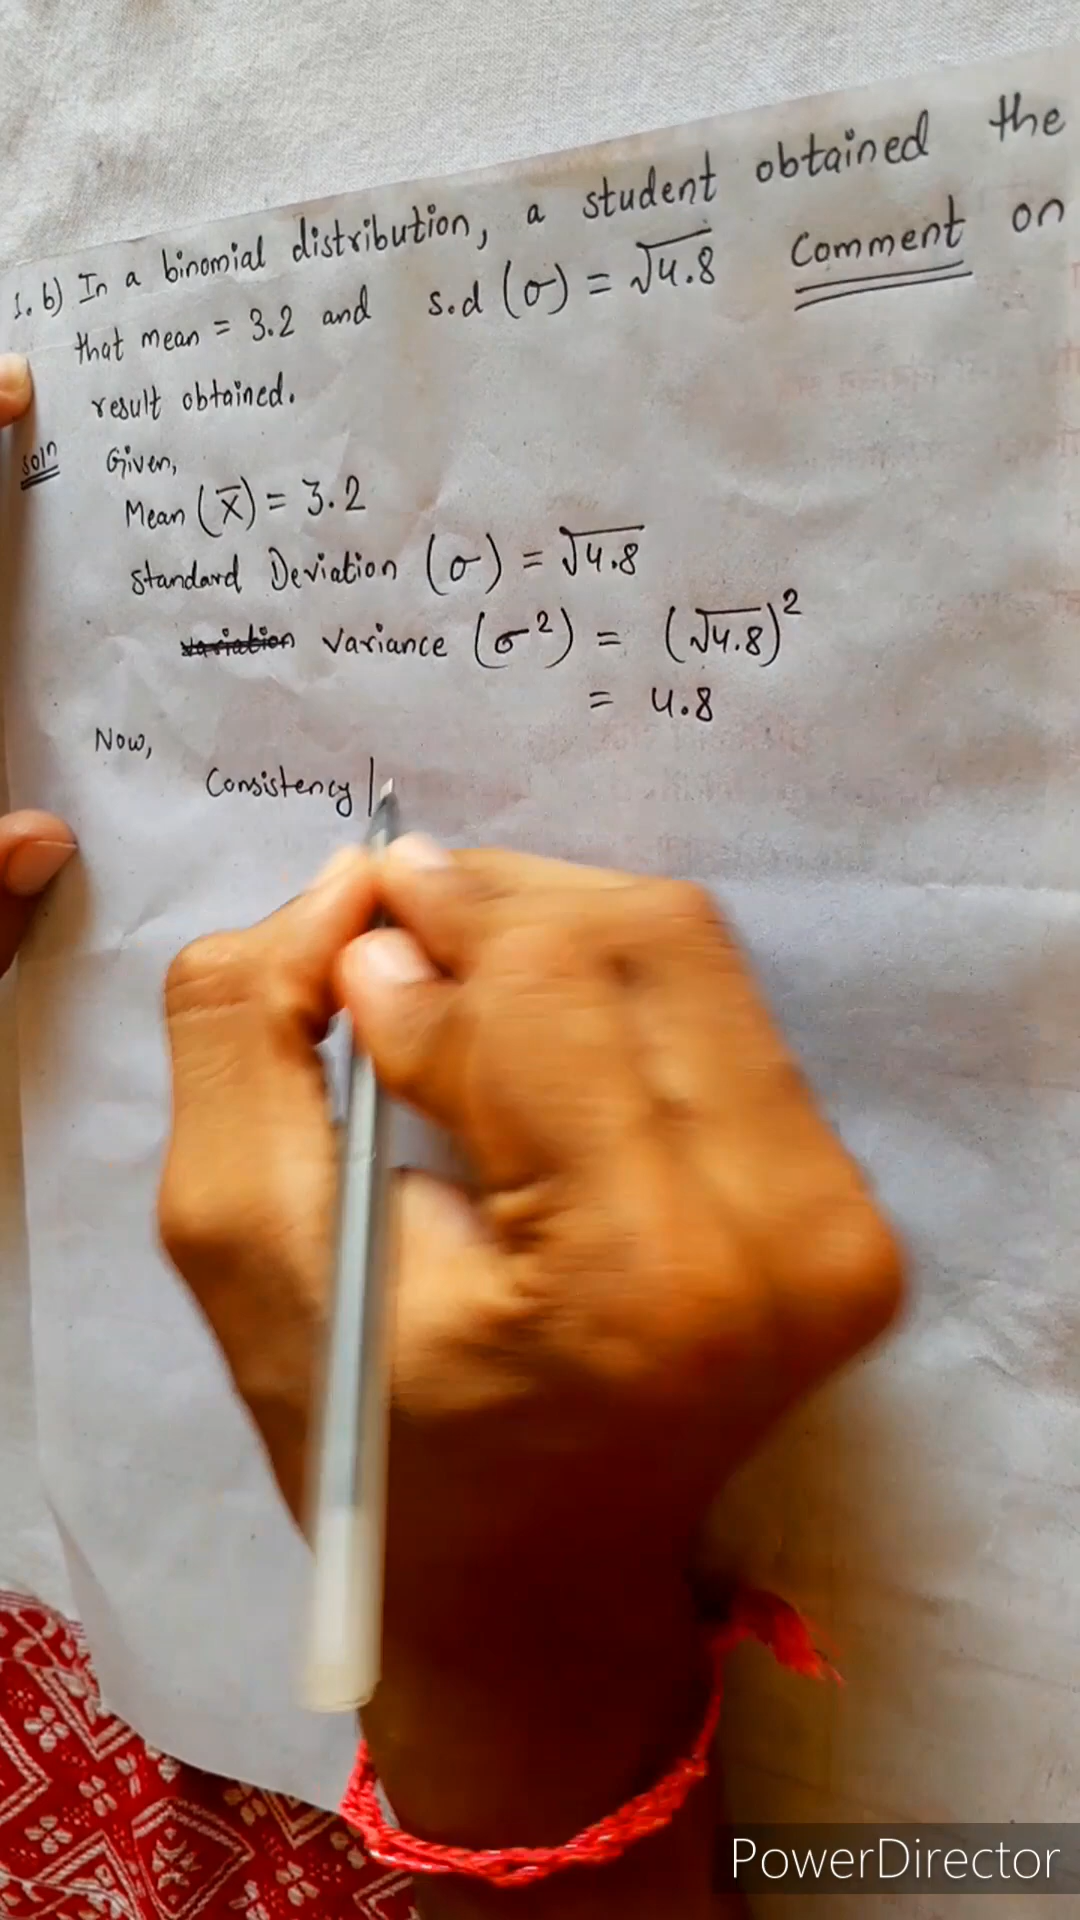 1. b) In a binomial distribution, a student obtained the
that mean = 3.2 and s.d (σ) = √4.8 Comment on
result obtained.
Soln Given,
Mean (x̄) = 3.2
Standard Deviation (σ) = √4.8
variation variance (σ²) = (√4.8)²
= 4.8
Now,
Consistency |
PowerDirector